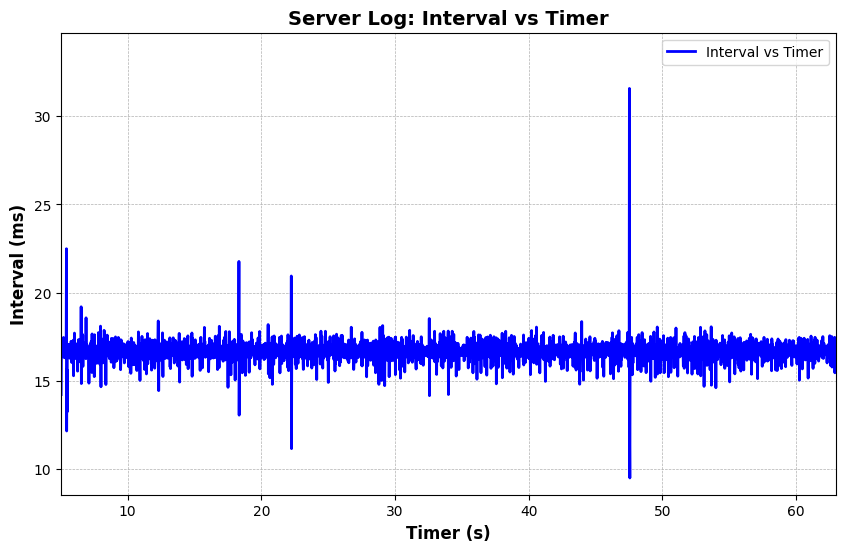 Server Log: Interval vs Timer
Interval vs Timer
Interval (ms)
30
25
20
15
10
10 20 30 40 50 60
Timer (s)